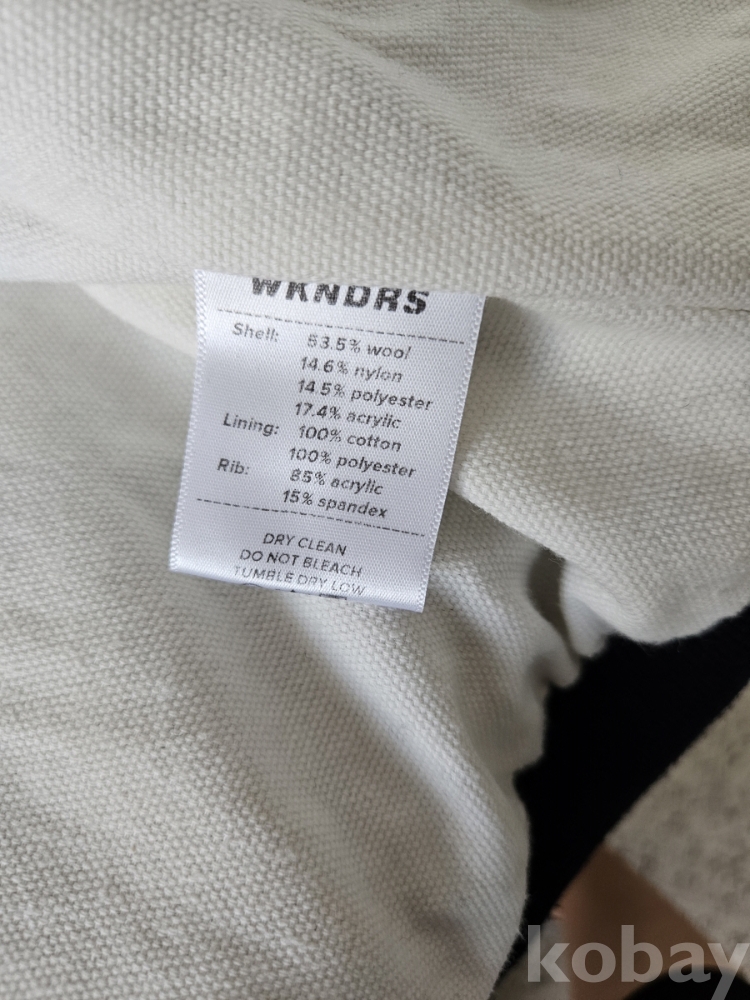 WKNDRS
Shell: 53.5% wool
14.6% nylon
14.5% polyester
17.4% acrylic
Lining: 100% cotton
100% polyester
Rib: 85% acrylic
15% spandex
DRY CLEAN
DO NOT BLEACH
TUMBLE DRY LOW
kobay